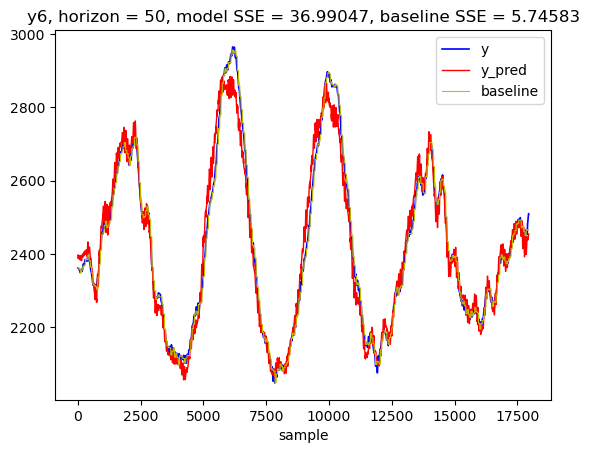 y6, horizon = 50, model SSE = 36.99047, baseline SSE = 5.74583
3000
2800
2600
2400
2200
y
y_pred
baseline
0
2500
5000
7500
10000
12500
15000
17500
sample